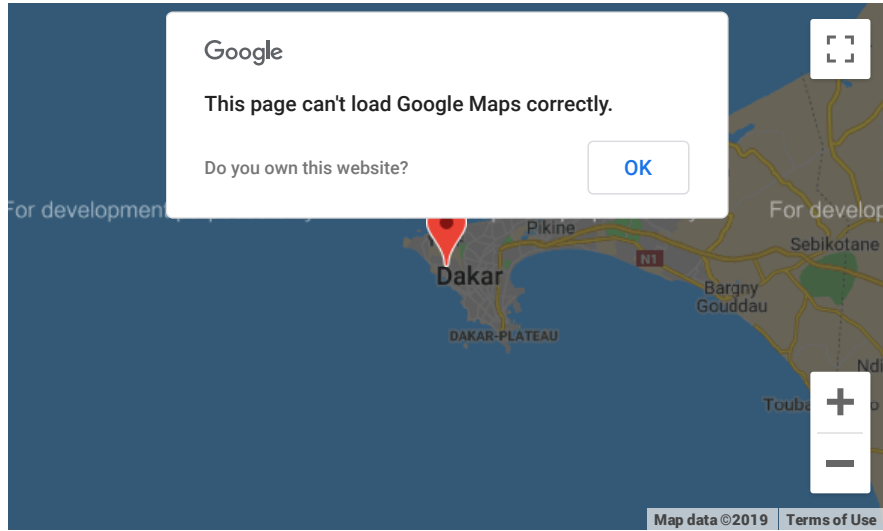 Google
This page can't load Google Maps correctly.
Do you own this website?
OK
For development
For develop
Pikine
Sebikotane
N1
Dakar
Bargny
Gouddau
DAKAR-PLATEAU
Ndi
Touba
o
Map data ©2019
Terms of Use